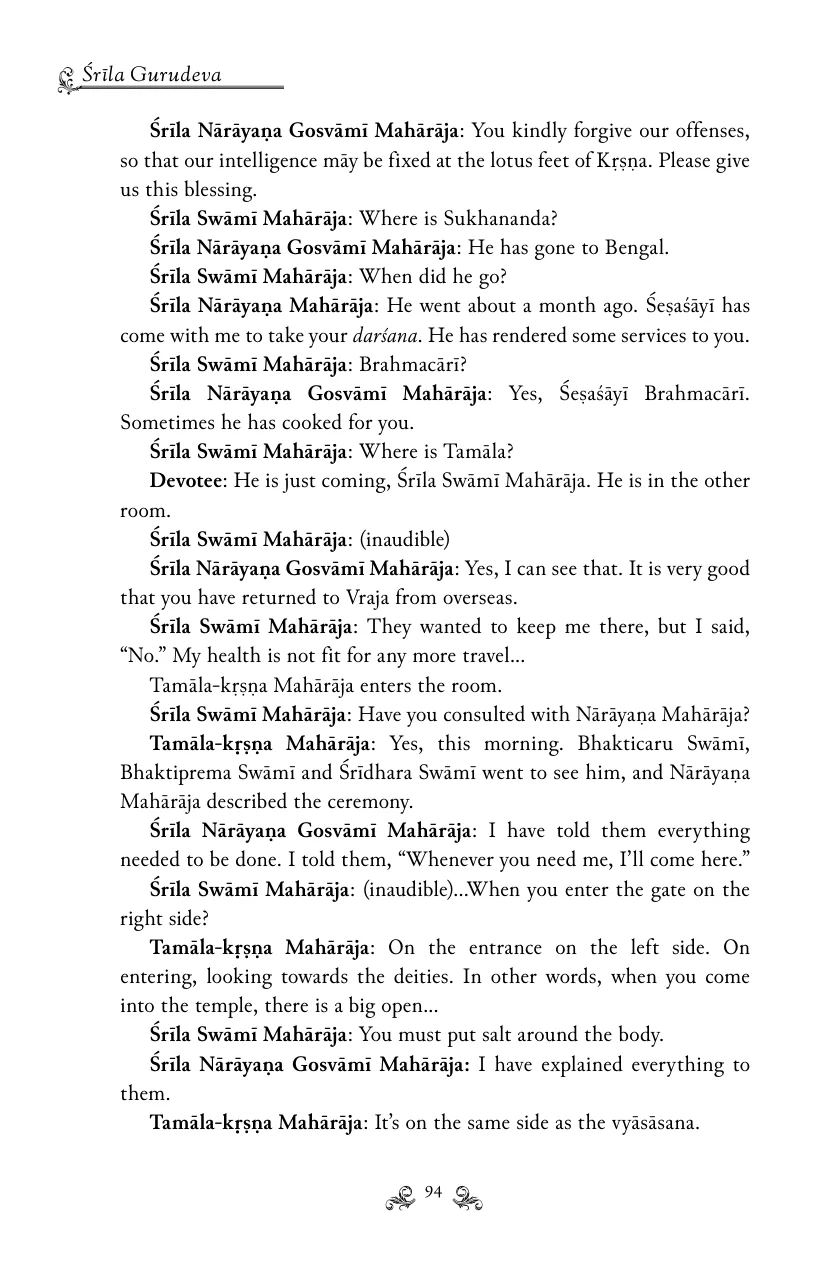 Śrīla Gurudeva
Śrīla Nārāyaṇa Gosvāmī Mahārāja: You kindly forgive our offenses,
so that our intelligence māy be fixed at the lotus feet of Kṛṣṇa. Please give
us this blessing.
Śrīla Swāmī Mahārāja: Where is Sukhananda?
Śrīla Nārāyaṇa Gosvāmī Mahārāja: He has gone to Bengal.
Śrīla Swāmī Mahārāja: When did he go?
Śrīla Nārāyaṇa Mahārāja: He went about a month ago. Śeṣaśāyī has
come with me to take your darśana. He has rendered some services to you.
Śrīla Swāmī Mahārāja: Brahmacārī?
Śrīla Nārāyaṇa Gosvāmī Mahārāja: Yes, Śeṣaśāyī Brahmacārī.
Sometimes he has cooked for you.
Śrīla Swāmī Mahārāja: Where is Tamāla?
Devotee: He is just coming, Śrīla Swāmī Mahārāja. He is in the other
room.
Śrīla Swāmī Mahārāja: (inaudible)
Śrīla Nārāyaṇa Gosvāmī Mahārāja: Yes, I can see that. It is very good
that you have returned to Vraja from overseas.
Śrīla Swāmī Mahārāja: They wanted to keep me there, but I said,
“No.” My health is not fit for any more travel...
Tamāla-kṛṣṇa Mahārāja enters the room.
Śrīla Swāmī Mahārāja: Have you consulted with Nārāyaṇa Mahārāja?
Tamāla-kṛṣṇa Mahārāja: Yes, this morning. Bhakticaru Swāmī,
Bhaktiprema Swāmī and Śrīdhara Swāmī went to see him, and Nārāyaṇa
Mahārāja described the ceremony.
Śrīla Nārāyaṇa Gosvāmī Mahārāja: I have told them everything
needed to be done. I told them, “Whenever you need me, I’ll come here.”
Śrīla Swāmī Mahārāja: (inaudible)...When you enter the gate on the
right side?
Tamāla-kṛṣṇa Mahārāja: On the entrance on the left side. On
entering, looking towards the deities. In other words, when you come
into the temple, there is a big open...
Śrīla Swāmī Mahārāja: You must put salt around the body.
Śrīla Nārāyaṇa Gosvāmī Mahārāja: I have explained everything to
them.
Tamāla-kṛṣṇa Mahārāja: It’s on the same side as the vyāsāsana.
94